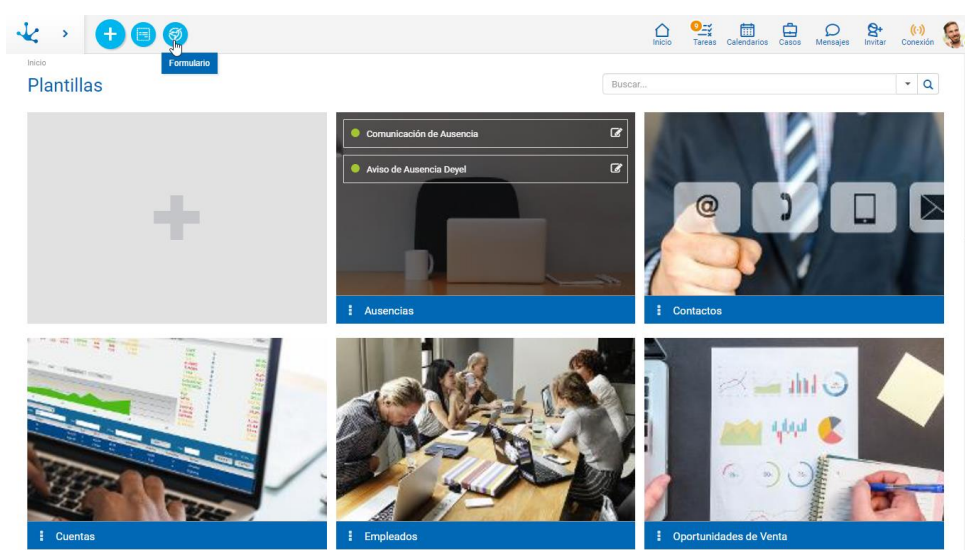 9
Inicio
Tareas
Calendarios
Casos
Mensajes
Invitar
Conexión
Inicio
Formulario
Plantillas
Buscar...
Comunicación de Ausencia
Aviso de Ausencia Deyel
@
Ausencias
Contactos
Cuentas
Empleados
Oportunidades de Venta